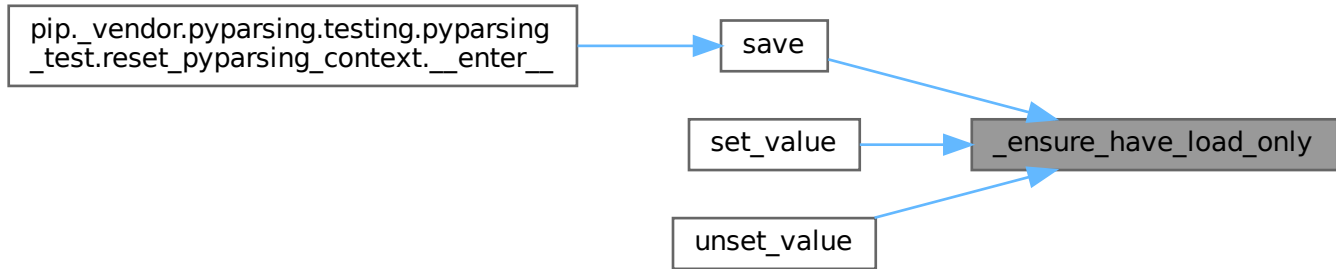 pip._vendor.pyparsing.testing.pyparsing
_test.reset_pyparsing_context.__enter__
save
set_value
_ensure_have_load_only
unset_value